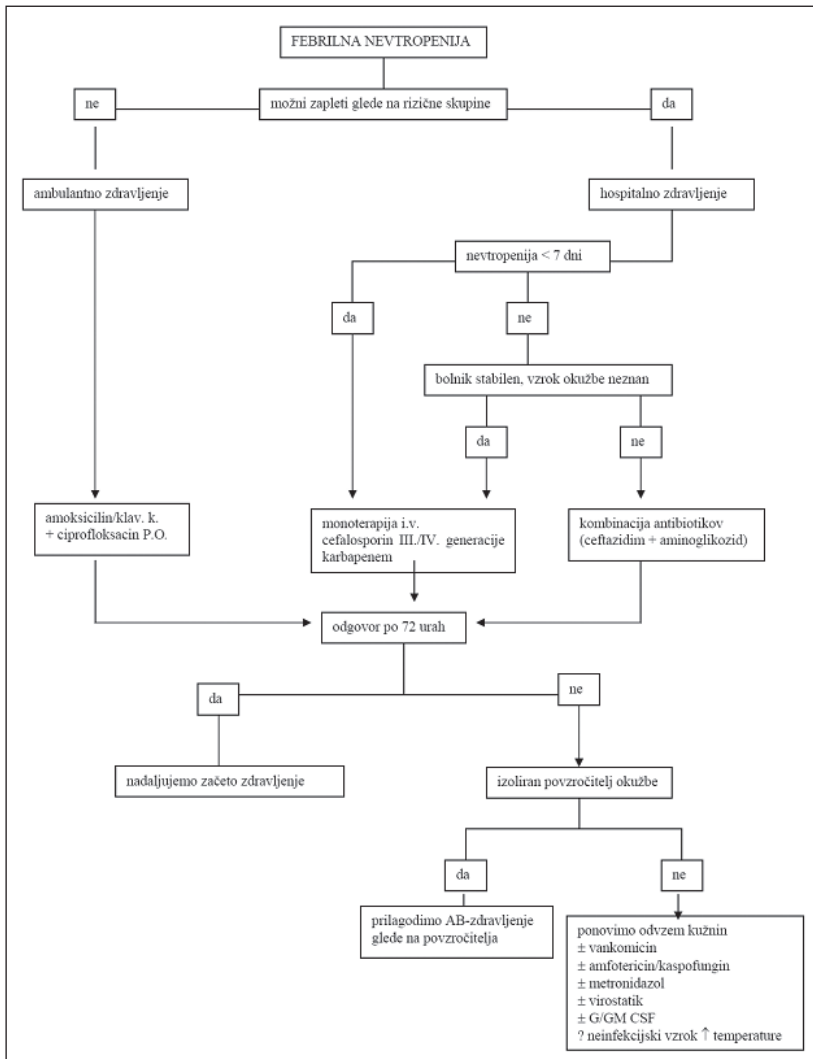 FEBRILNA NEVTROPENIJA
ne
možni zapleti glede na rizične skupine
da
ambulantno zdravljenje
hospitalno zdravljenje
nevtropenija < 7 dni
da
ne
bolnik stabilen, vzrok okužbe neznan
da
ne
amoksicilin/klav. k.
+ ciprofloksacin P.O.
monoterapija i.v.
cefalosporin III./IV. generacije
karbapenem
kombinacija antibiotikov
(ceftazidim + aminoglikozid)
odgovor po 72 urah
da
ne
nadaljujemo začeto zdravljenje
izoliran povzročitelj okužbe
da
ne
prilagodimo AB-zdravljenje
glede na povzročitelja
ponovimo odvzem kužnin
± vankomicin
± amfotericin/kaspofungin
± metronidazol
± virostatik
± G/GM CSF
? neinfekcijski vzrok ↑ temperature